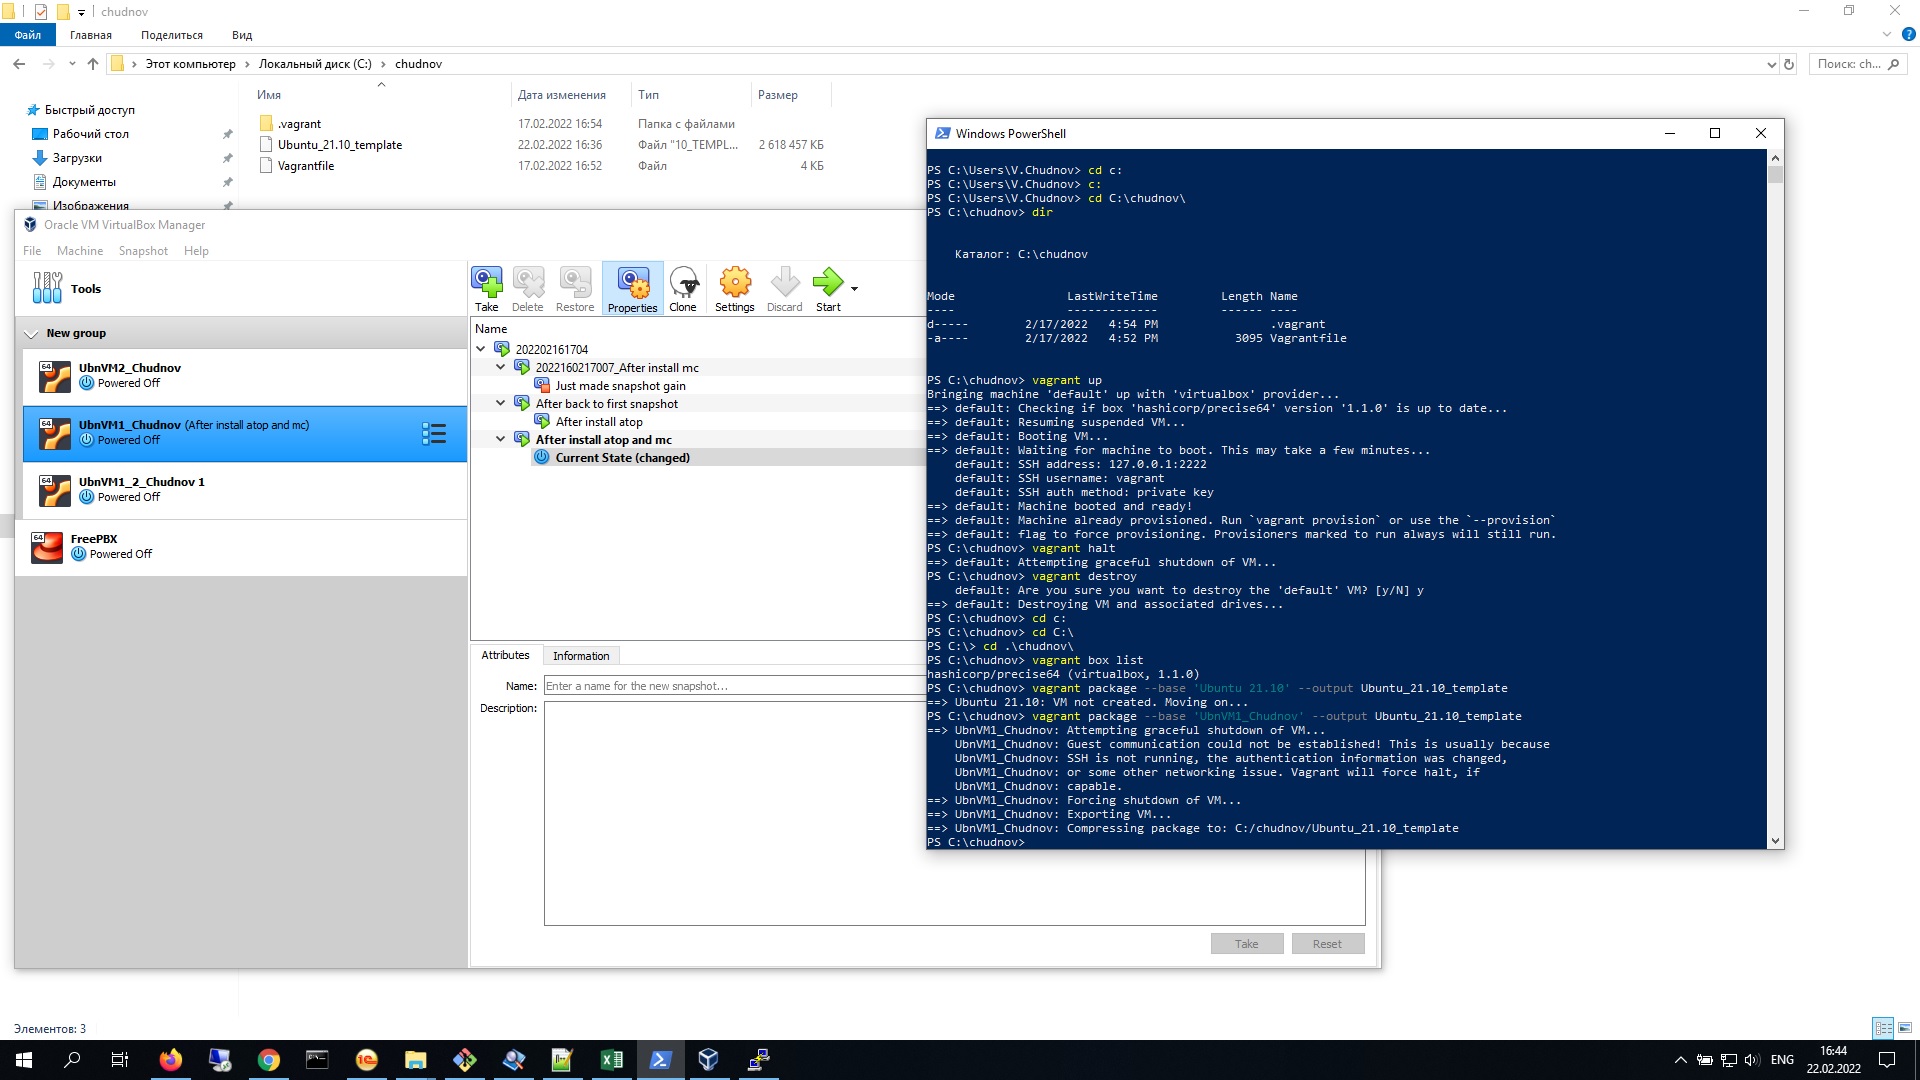 chudnov
Файл
Главная
Поделиться
Вид
Этот компьютер
Локальный диск (C:)
chudnov
Поиск: ch...
Быстрый доступ
Рабочий стол
Загрузки
Документы
Изображения
Имя
Дата изменения
Тип
Размер
.vagrant
17.02.2022 16:54
Папка с файлами
Ubuntu_21.10_template
22.02.2022 16:36
Файл "10_TEMPL...
2 618 457 КБ
Vagrantfile
17.02.2022 16:52
Файл
4 КБ
Oracle VM VirtualBox Manager
File
Machine
Snapshot
Help
Tools
New group
64
UbnVM2_Chudnov
Powered Off
64
UbnVM1_Chudnov (After install atop and mc)
Powered Off
64
UbnVM1_2_Chudnov 1
Powered Off
64
FreePBX
Powered Off
Take
Delete
Restore
Properties
Clone
Settings
Discard
Start
Name
202202161704
2022160217007_After install mc
Just made snapshot gain
After back to first snapshot
After install atop
After install atop and mc
Current State (changed)
Attributes
Information
Name:
Enter a name for the new snapshot...
Description:
Take
Reset
Windows PowerShell
PS C:\Users\V.Chudnov> cd c:
PS C:\Users\V.Chudnov> c:
PS C:\Users\V.Chudnov> cd C:\chudnov\
PS C:\chudnov> dir
Каталог: C:\chudnov
Mode                LastWriteTime         Length Name
----                -------------         ------ ----
d-----        2/17/2022   4:54 PM                .vagrant
-a----        2/17/2022   4:52 PM           3095 Vagrantfile
PS C:\chudnov> vagrant up
Bringing machine 'default' up with 'virtualbox' provider...
==> default: Checking if box 'hashicorp/precise64' version '1.1.0' is up to date...
==> default: Resuming suspended VM...
==> default: Booting VM...
==> default: Waiting for machine to boot. This may take a few minutes...
default: SSH address: 127.0.0.1:2222
default: SSH username: vagrant
default: SSH auth method: private key
==> default: Machine booted and ready!
==> default: Machine already provisioned. Run `vagrant provision` or use the `--provision`
==> default: flag to force provisioning. Provisioners marked to run always will still run.
PS C:\chudnov> vagrant halt
==> default: Attempting graceful shutdown of VM...
PS C:\chudnov> vagrant destroy
default: Are you sure you want to destroy the 'default' VM? [y/N] y
==> default: Destroying VM and associated drives...
PS C:\chudnov> cd c:
PS C:\chudnov> cd C:\
PS C:\> cd .\chudnov\
PS C:\chudnov> vagrant box list
hashicorp/precise64 (virtualbox, 1.1.0)
PS C:\chudnov> vagrant package --base 'Ubuntu 21.10' --output Ubuntu_21.10_template
==> Ubuntu 21.10: VM not created. Moving on...
PS C:\chudnov> vagrant package --base 'UbnVM1_Chudnov' --output Ubuntu_21.10_template
==> UbnVM1_Chudnov: Attempting graceful shutdown of VM...
UbnVM1_Chudnov: Guest communication could not be established! This is usually because
UbnVM1_Chudnov: SSH is not running, the authentication information was changed,
UbnVM1_Chudnov: or some other networking issue. Vagrant will force halt, if
UbnVM1_Chudnov: capable.
==> UbnVM1_Chudnov: Forcing shutdown of VM...
==> UbnVM1_Chudnov: Exporting VM...
==> UbnVM1_Chudnov: Compressing package to: C:/chudnov/Ubuntu_21.10_template
PS C:\chudnov>
Элементов: 3
ENG
16:44
22.02.2022